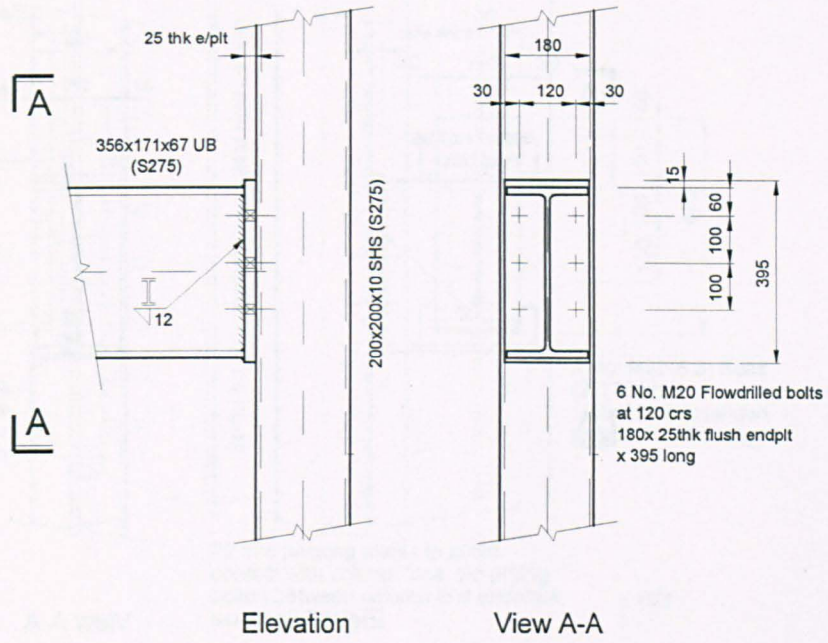 25 thk e/plt
A
356x171x67 UB
(S275)
12
A
200x200x10 SHS (S275)
180
30
120
30
15
60
100
100
395
6 No. M20 Flowdrilled bolts
at 120 crs
180x 25thk flush endplt
x 395 long
Elevation
View A-A